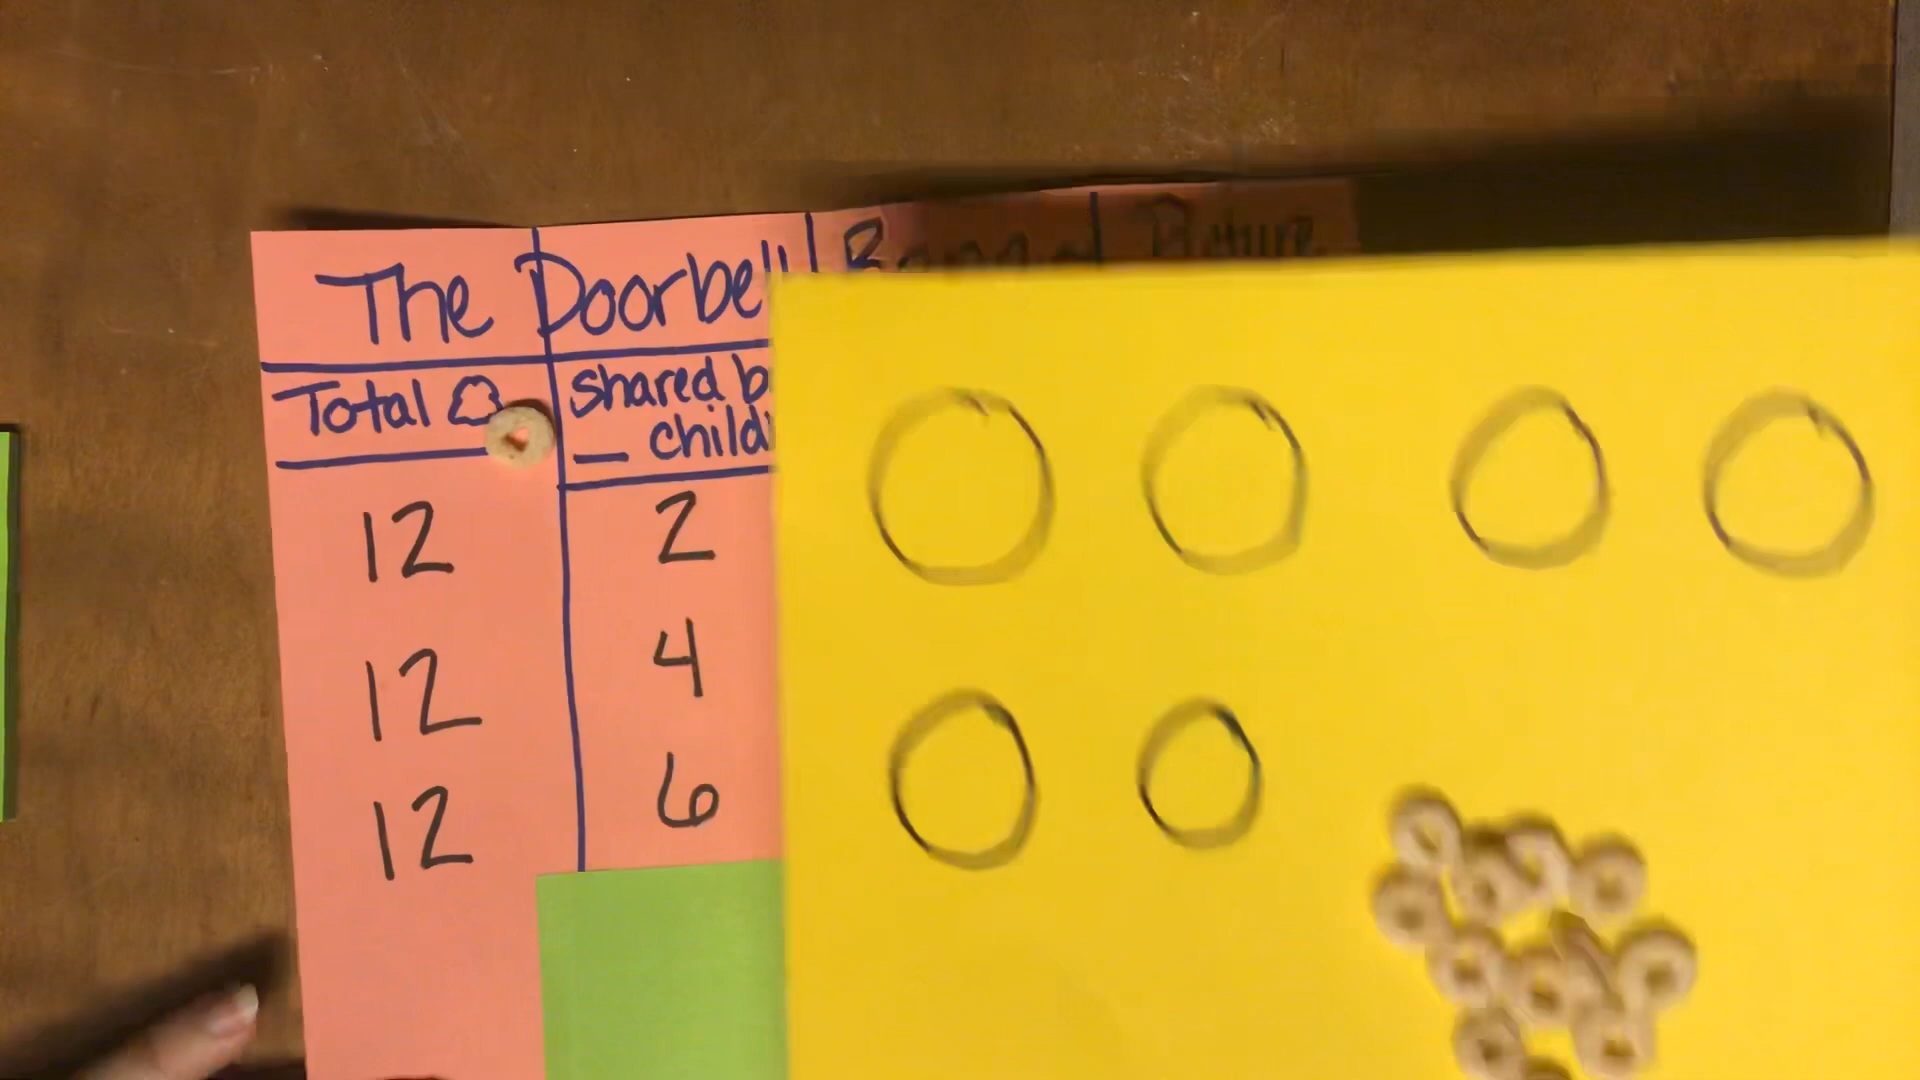 The Doorbell
Total
shared b
_ child
12 2
12 4
12 6